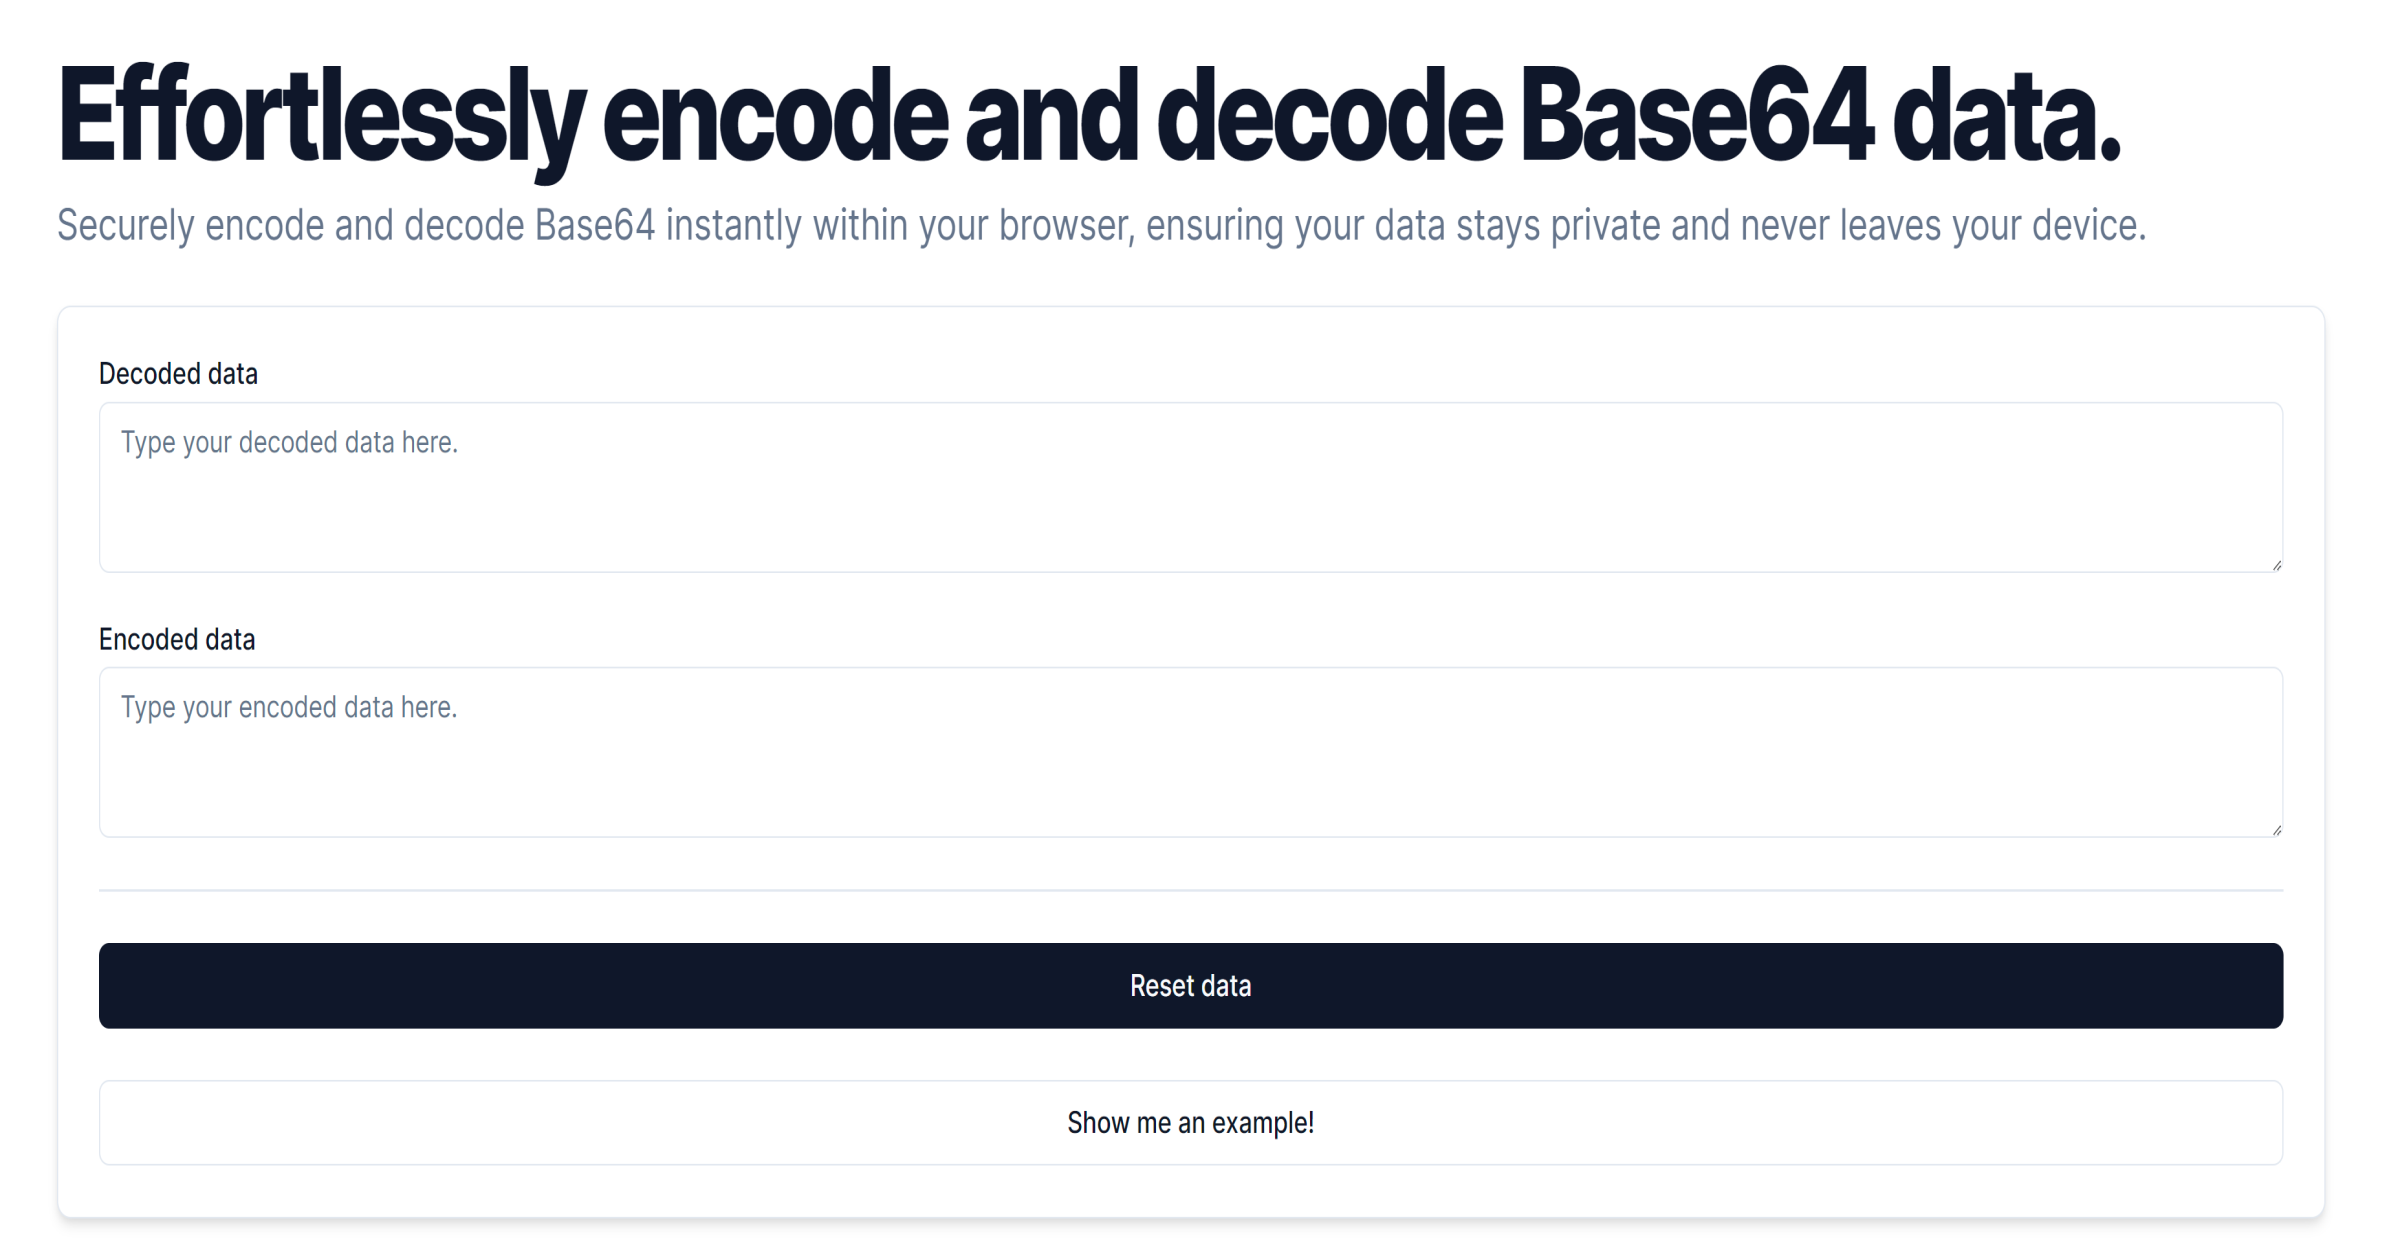 Effortlessly encode and decode Base64 data.
Securely encode and decode Base64 instantly within your browser, ensuring your data stays private and never leaves your device.
Decoded data
Type your decoded data here.
Encoded data
Type your encoded data here.
Reset data
Show me an example!